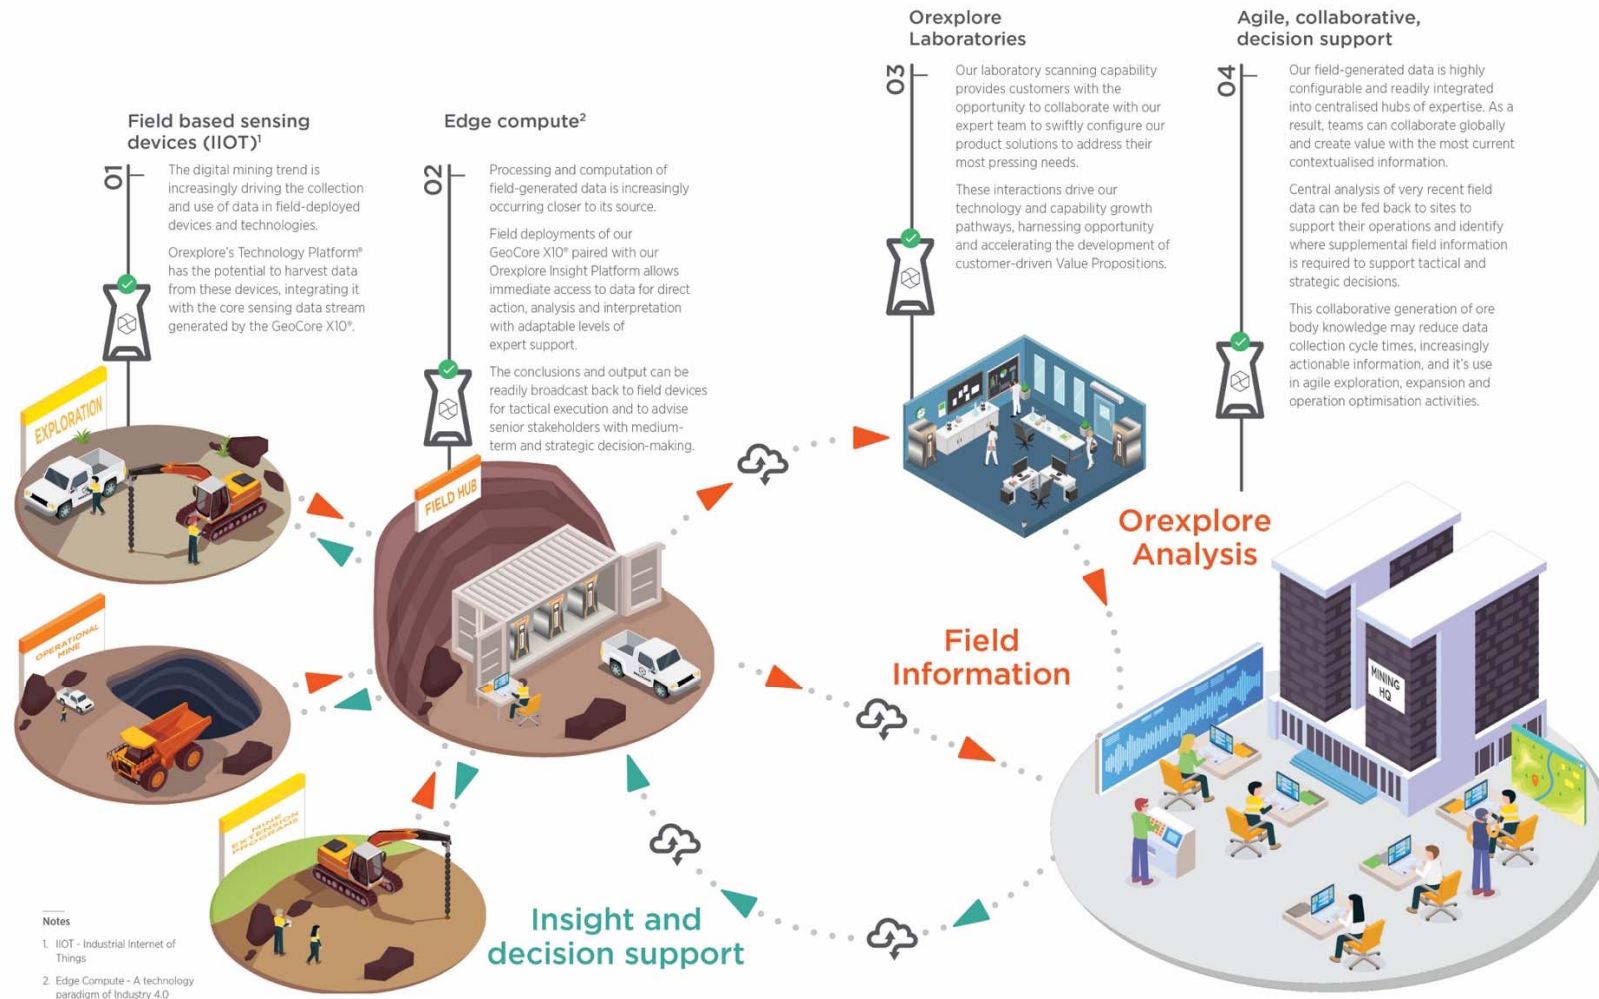 Field based sensing
devices (IIOT)¹
01
The digital mining trend is
increasingly driving the collection
and use of data in field-deployed
devices and technologies.
Orexplore's Technology Platform®
has the potential to harvest data
from these devices, integrating it
with the core sensing data stream
generated by the GeoCore X10®.
Edge compute²
02
Processing and computation of
field-generated data is increasingly
occurring closer to its source.
Field deployments of our
GeoCore X10® paired with our
Orexplore Insight Platform allows
immediate access to data for direct
action, analysis and interpretation
with adaptable levels of
expert support.
The conclusions and output can be
readily broadcast back to field devices
for tactical execution and to advise
senior stakeholders with medium-
term and strategic decision-making.
Orexplore
Laboratories
03
Our laboratory scanning capability
provides customers with the
opportunity to collaborate with our
expert team to swiftly configure our
product solutions to address their
most pressing needs.
These interactions drive our
technology and capability growth
pathways, harnessing opportunity
and accelerating the development of
customer-driven Value Propositions.
Agile, collaborative,
decision support
04
Our field-generated data is highly
configurable and readily integrated
into centralised hubs of expertise. As a
result, teams can collaborate globally
and create value with the most current
contextualised information.
Central analysis of very recent field
data can be fed back to sites to
support their operations and identify
where supplemental field information
is required to support tactical and
strategic decisions.
This collaborative generation of ore
body knowledge may reduce data
collection cycle times, increasingly
actionable information, and it's use
in agile exploration, expansion and
operation optimisation activities.
EXPLORATION
FIELD HUB
OPERATIONAL
MINE
MINE
EXTENSION
PROGRAMS
Orexplore
Analysis
Field
Information
MINING
HQ
Insight and
decision support
Notes
1. IIOT - Industrial Internet of
Things
2. Edge Compute - A technology
paradigm of Industry 4.0